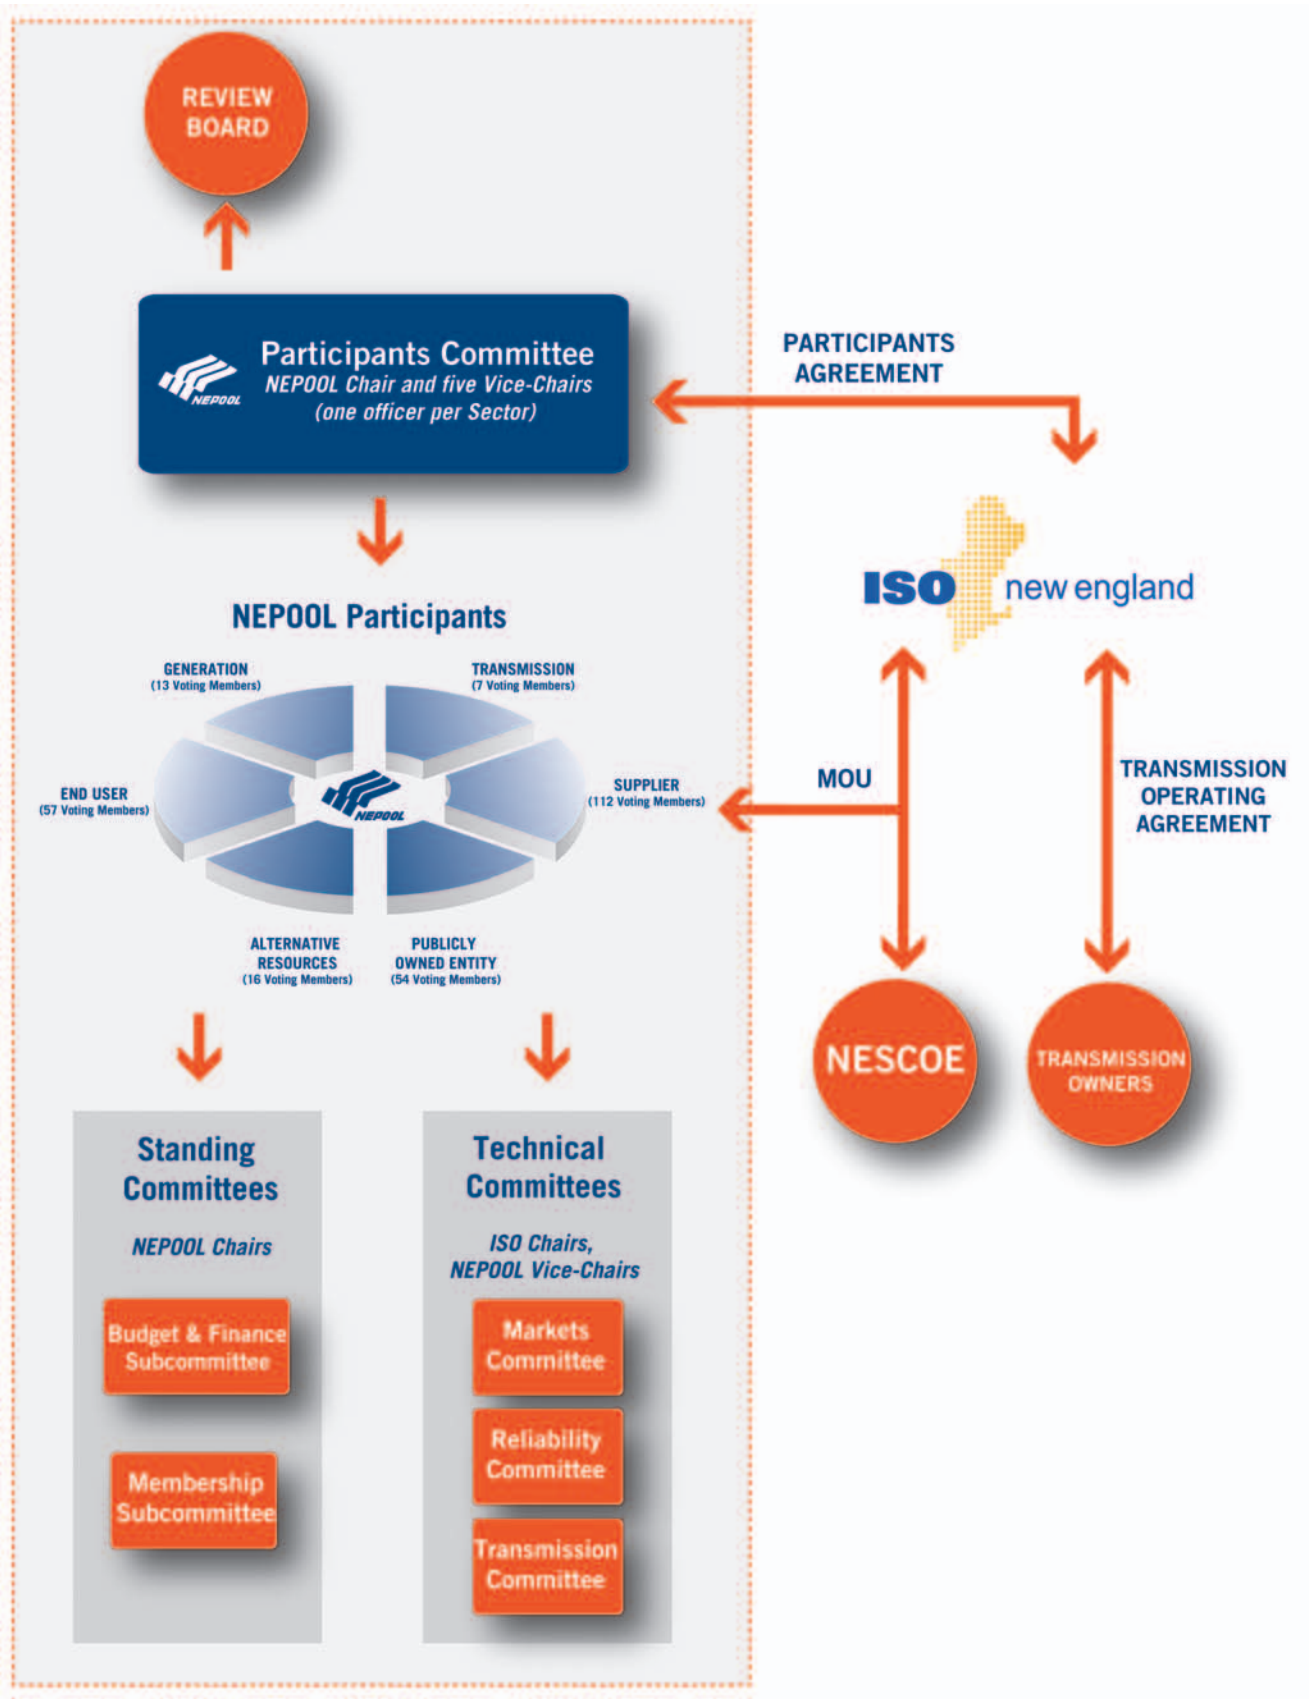 REVIEW
BOARD
Participants Committee
NEPOOL Chair and five Vice-Chairs
(one officer per Sector)
NEPOOL
PARTICIPANTS
AGREEMENT
ISO new england
NEPOOL Participants
GENERATION
(13 Voting Members)
TRANSMISSION
(7 Voting Members)
END USER
(57 Voting Members)
SUPPLIER
(112 Voting Members)
NEPOOL
ALTERNATIVE
RESOURCES
(16 Voting Members)
PUBLICLY
OWNED ENTITY
(54 Voting Members)
MOU
TRANSMISSION
OPERATING
AGREEMENT
NESCOE
TRANSMISSION
OWNERS
Standing
Committees
NEPOOL Chairs
Budget & Finance
Subcommittee
Membership
Subcommittee
Technical
Committees
ISO Chairs,
NEPOOL Vice-Chairs
Markets
Committee
Reliability
Committee
Transmission
Committee